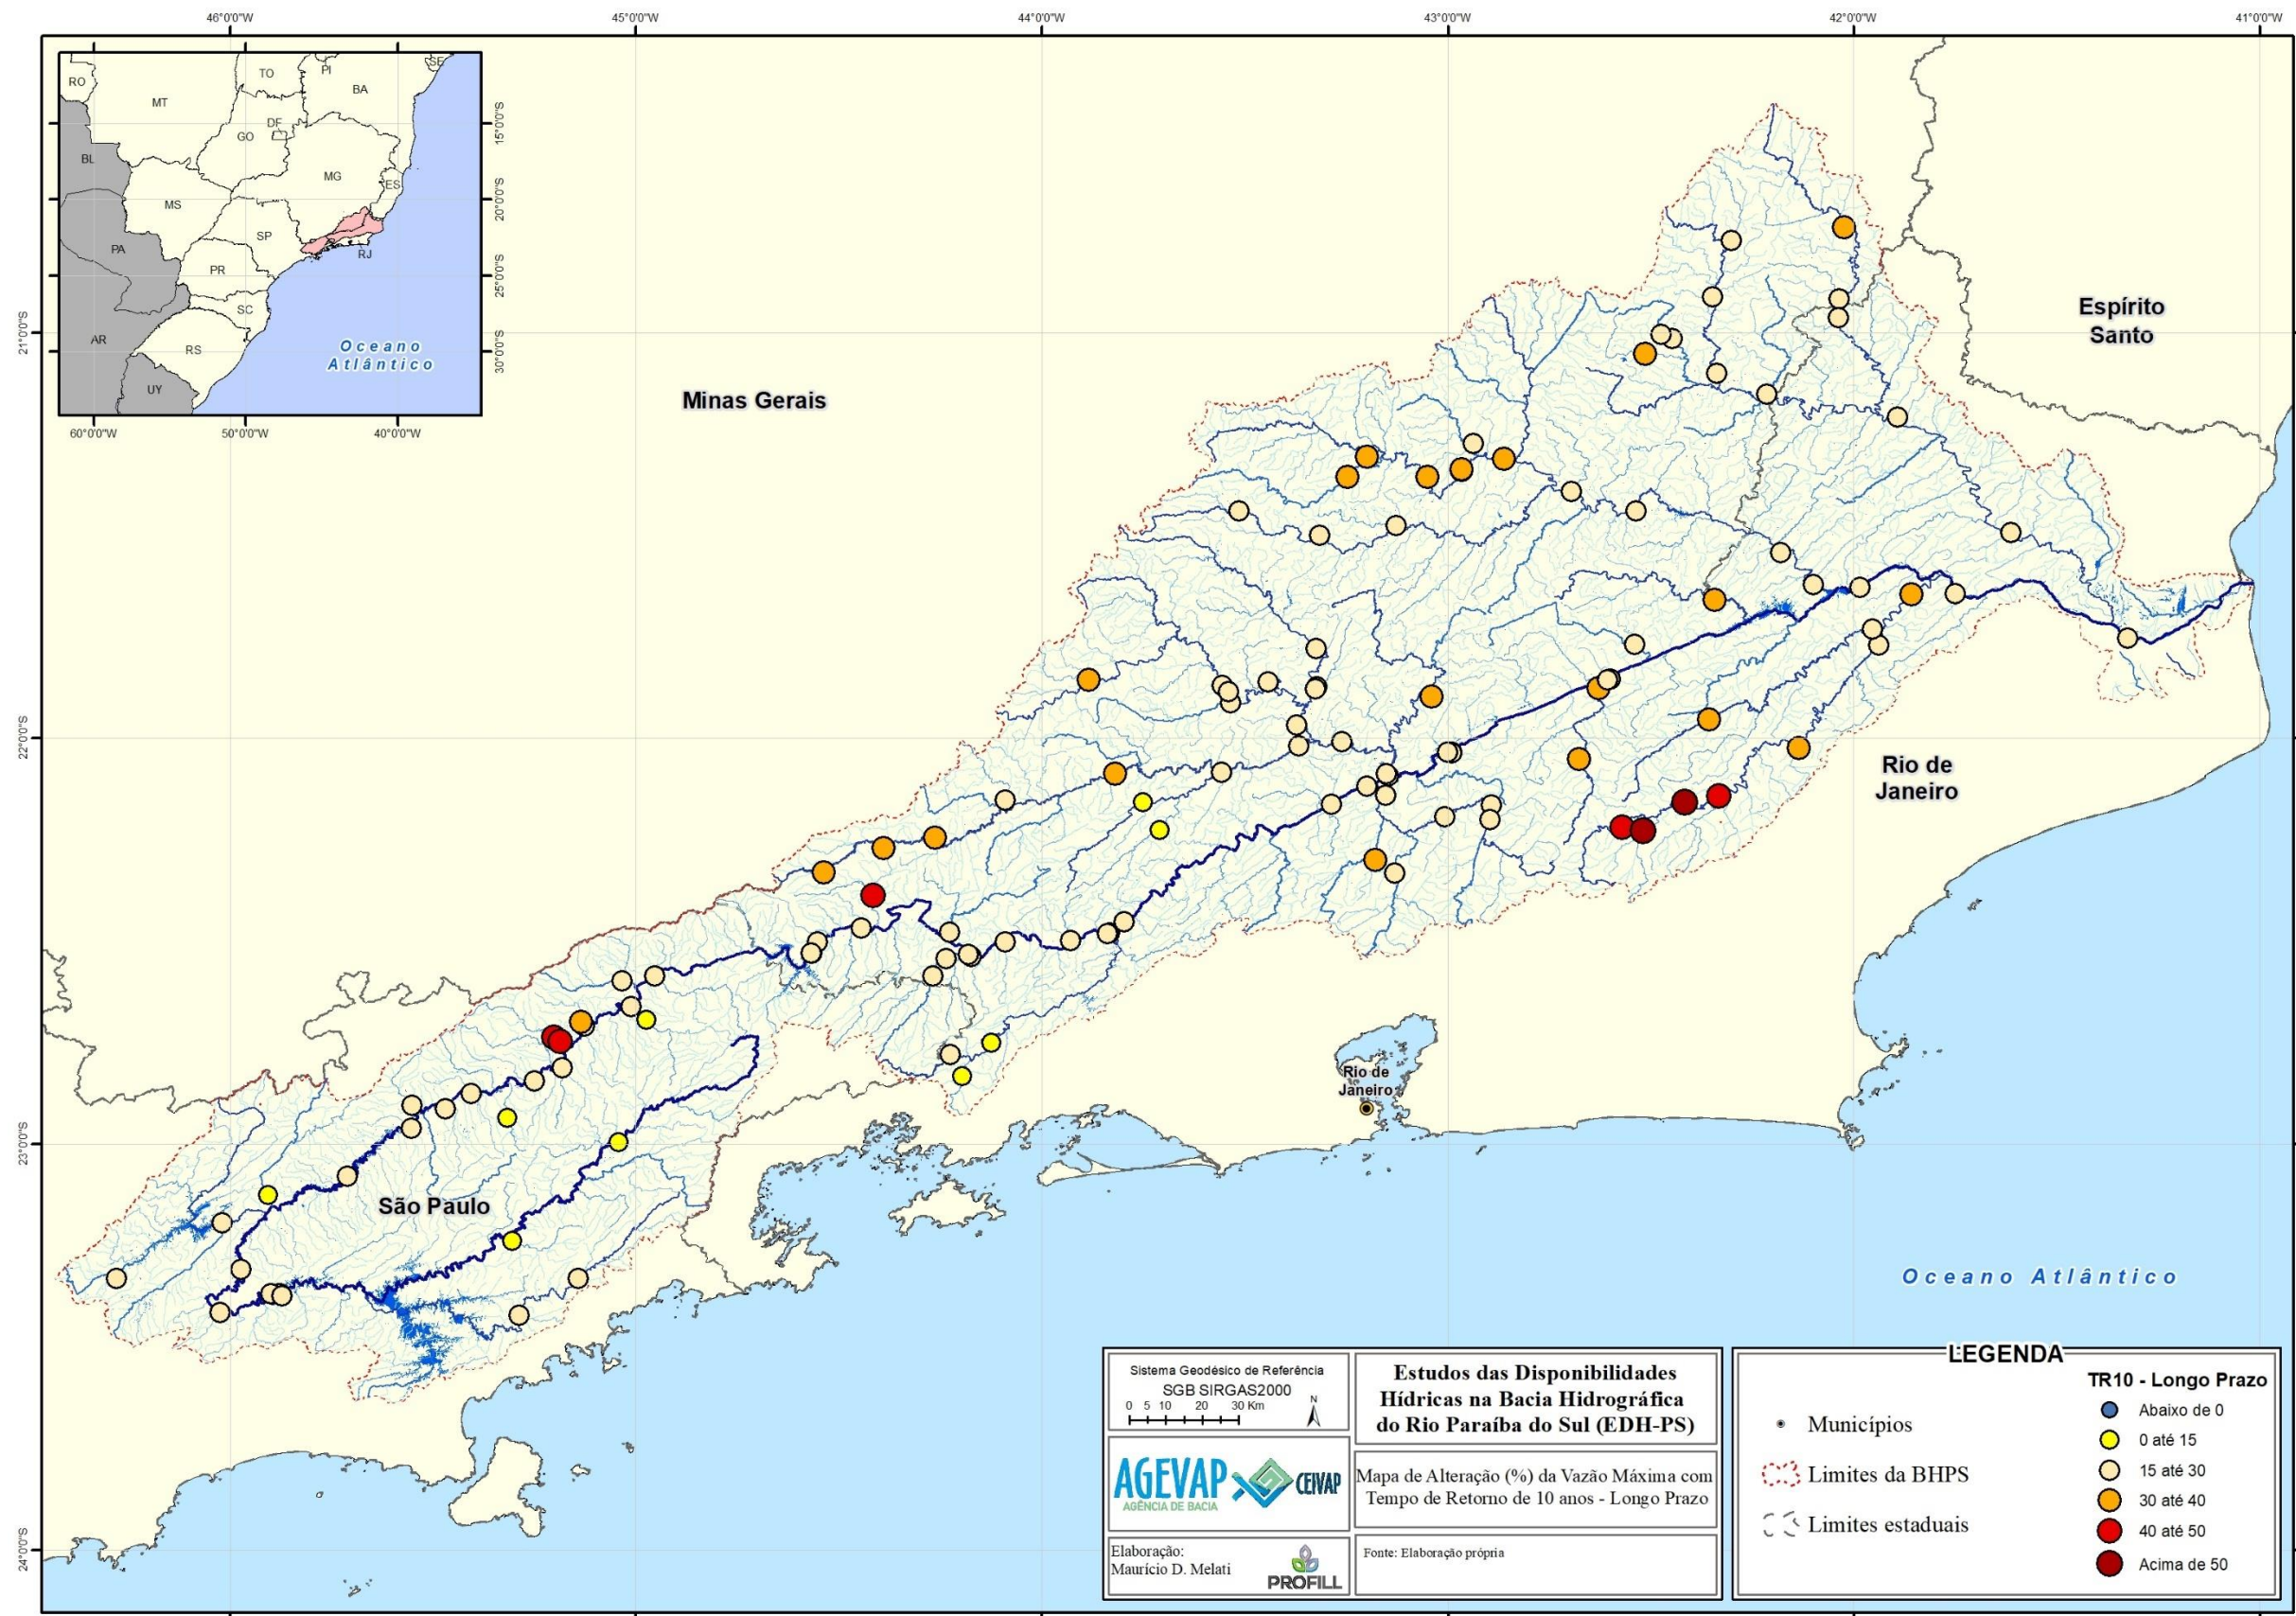 46°0'0"W
45°0'0"W
44°0'0"W
43°0'0"W
42°0'0"W
41°0'0"W
21°0'0"S
22°0'0"S
23°0'0"S
24°0'0"S
RO
TO
PI
SE
MT
BA
DF
GO
BL
MG
ES
MS
SP
PA
RJ
PR
SC
AR
RS
UY
Oceano
Atlântico
15°0'0"S
20°0'0"S
25°0'0"S
30°0'0"S
60°0'0"W
50°0'0"W
40°0'0"W
Minas Gerais
Espírito
Santo
Rio de
Janeiro
Rio de
Janeiro
São Paulo
Oceano Atlântico
Sistema Geodésico de Referência
SGB SIRGAS2000
0 5 10 20 30 Km
N
Estudos das Disponibilidades
Hídricas na Bacia Hidrográfica
do Rio Paraíba do Sul (EDH-PS)
AGEVAP
AGÊNCIA DE BACIA
CEIVAP
Mapa de Alteração (%) da Vazão Máxima com
Tempo de Retorno de 10 anos - Longo Prazo
Elaboração:
Maurício D. Melati
PROFILL
Fonte: Elaboração própria
LEGENDA
Municípios
Limites da BHPS
Limites estaduais
TR10 - Longo Prazo
Abaixo de 0
0 até 15
15 até 30
30 até 40
40 até 50
Acima de 50